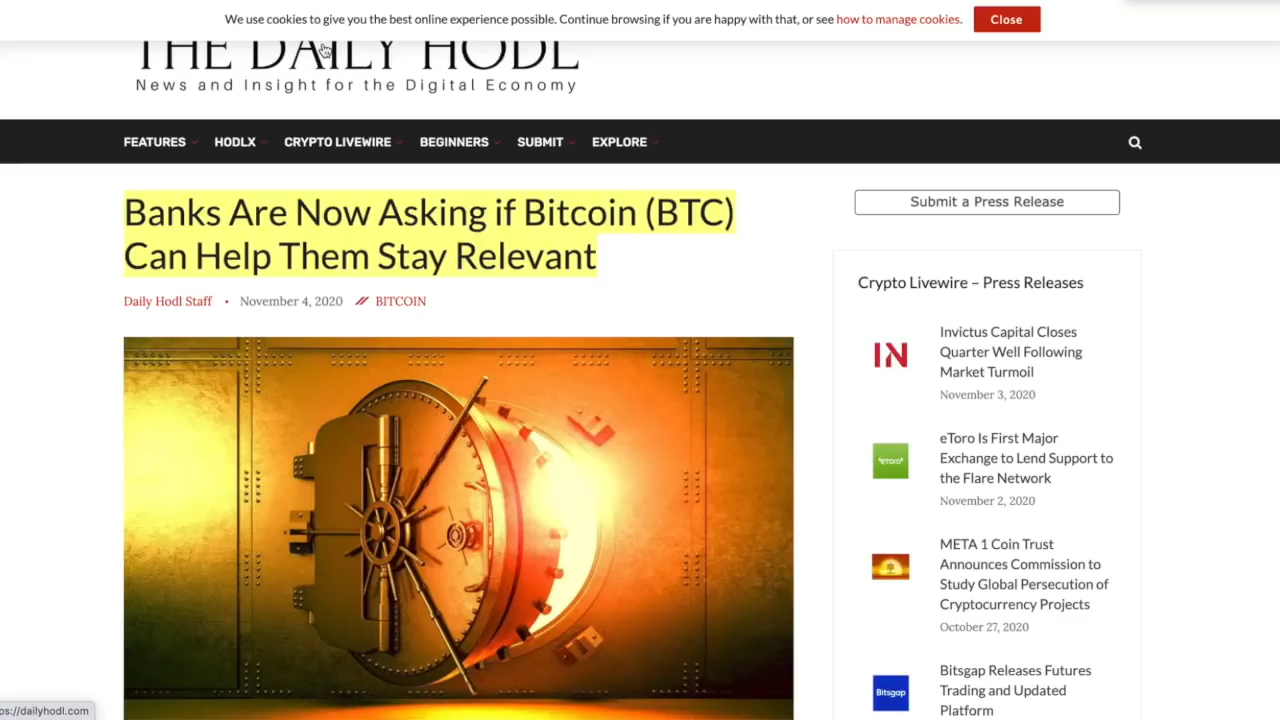 We use cookies to give you the best online experience possible. Continue browsing if you are happy with that, or see how to manage cookies. Close
THE DAILY HODL
News and Insight for the Digital Economy
FEATURES HODLX CRYPTO LIVEWIRE BEGINNERS SUBMIT EXPLORE
Banks Are Now Asking if Bitcoin (BTC)
Can Help Them Stay Relevant
Daily Hodl Staff • November 4, 2020 // BITCOIN
Submit a Press Release
Crypto Livewire – Press Releases
IN
Invictus Capital Closes
Quarter Well Following
Market Turmoil
November 3, 2020
eToro
eToro Is First Major
Exchange to Lend Support to
the Flare Network
November 2, 2020
META 1 Coin Trust
Announces Commission to
Study Global Persecution of
Cryptocurrency Projects
October 27, 2020
Bitsgap
Bitsgap Releases Futures
Trading and Updated
Platform
ps://dailyhodl.com